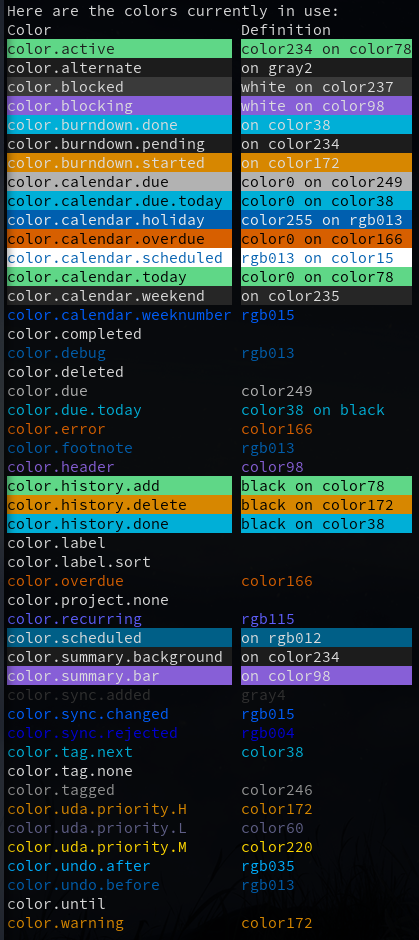 Here are the colors currently in use:
Color Definition
color.active color234 on color78
color.alternate on gray2
color.blocked white on color237
color.blocking white on color98
color.burndown.done on color38
color.burndown.pending on color234
color.burndown.started on color172
color.calendar.due color0 on color249
color.calendar.due.today color0 on color38
color.calendar.holiday color255 on rgb013
color.calendar.overdue color0 on color166
color.calendar.scheduled rgb013 on color15
color.calendar.today color0 on color78
color.calendar.weekend on color235
color.calendar.weeknumber rgb015
color.completed
color.debug rgb013
color.deleted
color.due color249
color.due.today color38 on black
color.error color166
color.footnote rgb013
color.header color98
color.history.add black on color78
color.history.delete black on color172
color.history.done black on color38
color.label
color.label.sort
color.overdue color166
color.project.none
color.recurring rgb115
color.scheduled on rgb012
color.summary.background on color234
color.summary.bar on color98
color.sync.added gray4
color.sync.changed rgb015
color.sync.rejected rgb004
color.tag.next color38
color.tag.none
color.tagged color246
color.uda.priority.H color172
color.uda.priority.L color60
color.uda.priority.M color220
color.undo.after rgb035
color.undo.before rgb013
color.until
color.warning color172